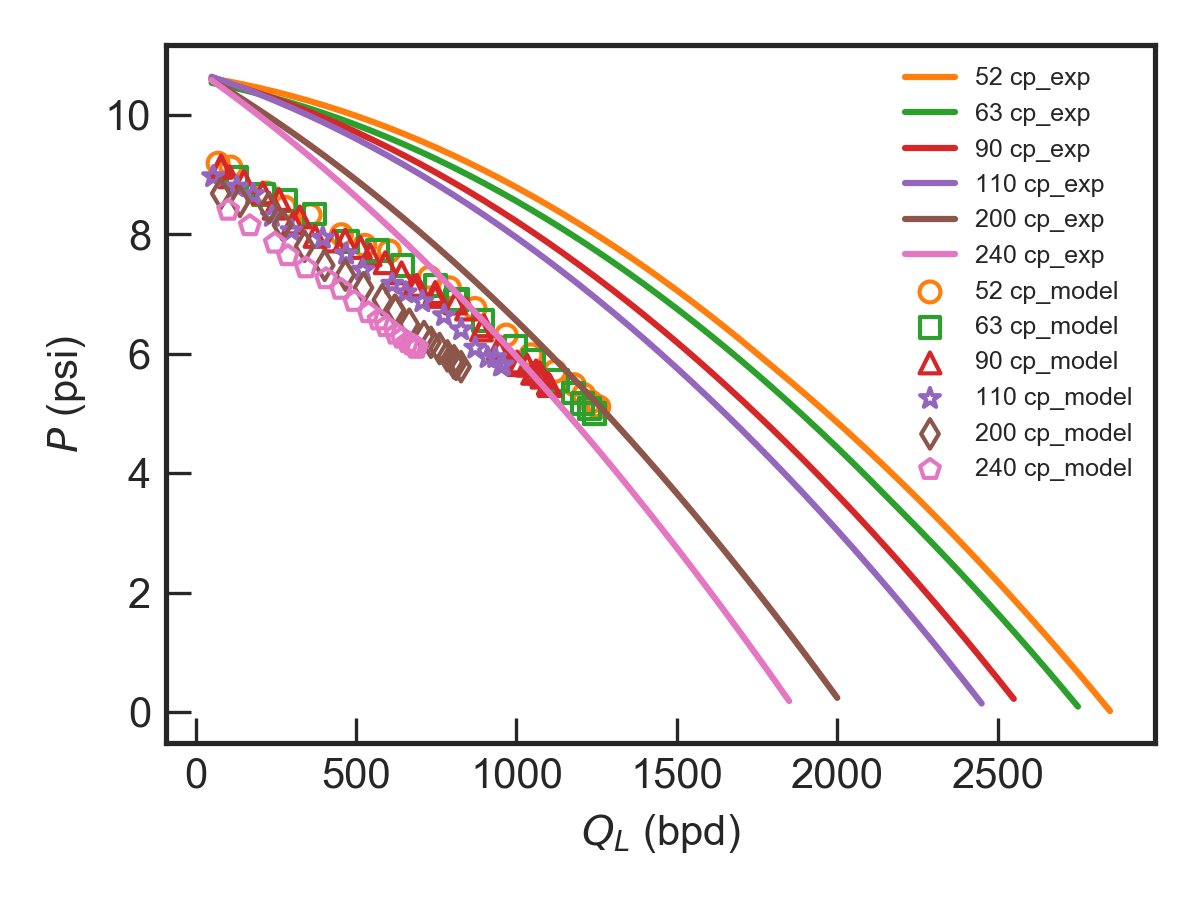 P (psi)
10
8
6
4
2
0
0 500 1000 1500 2000 2500
Q_L (bpd)
52 cp_exp
63 cp_exp
90 cp_exp
110 cp_exp
200 cp_exp
240 cp_exp
52 cp_model
63 cp_model
90 cp_model
110 cp_model
200 cp_model
240 cp_model